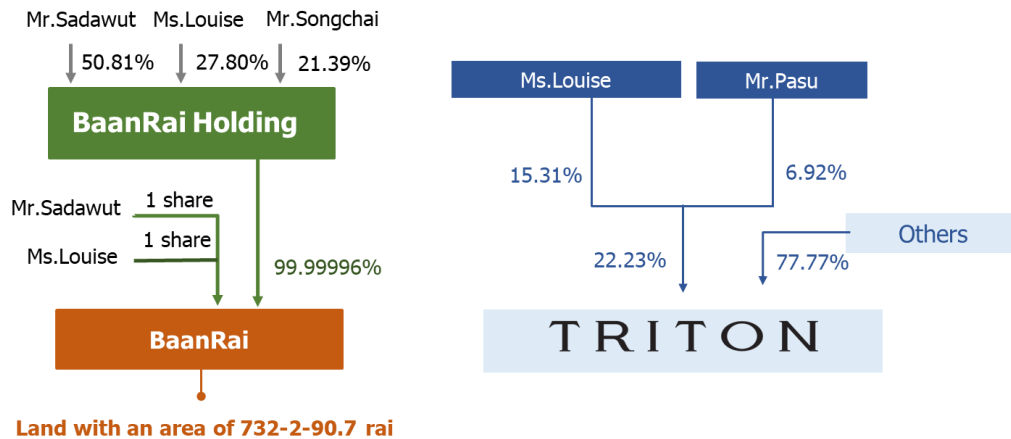 Mr.Sadawut Ms.Louise Mr.Songchai
50.81% 27.80% 21.39%
BaanRai Holding
Mr.Sadawut 1 share
Ms.Louise 1 share
99.99996%
BaanRai
Land with an area of 732-2-90.7 rai
Ms.Louise Mr.Pasu
15.31% 6.92%
Others
22.23% 77.77%
TRITON